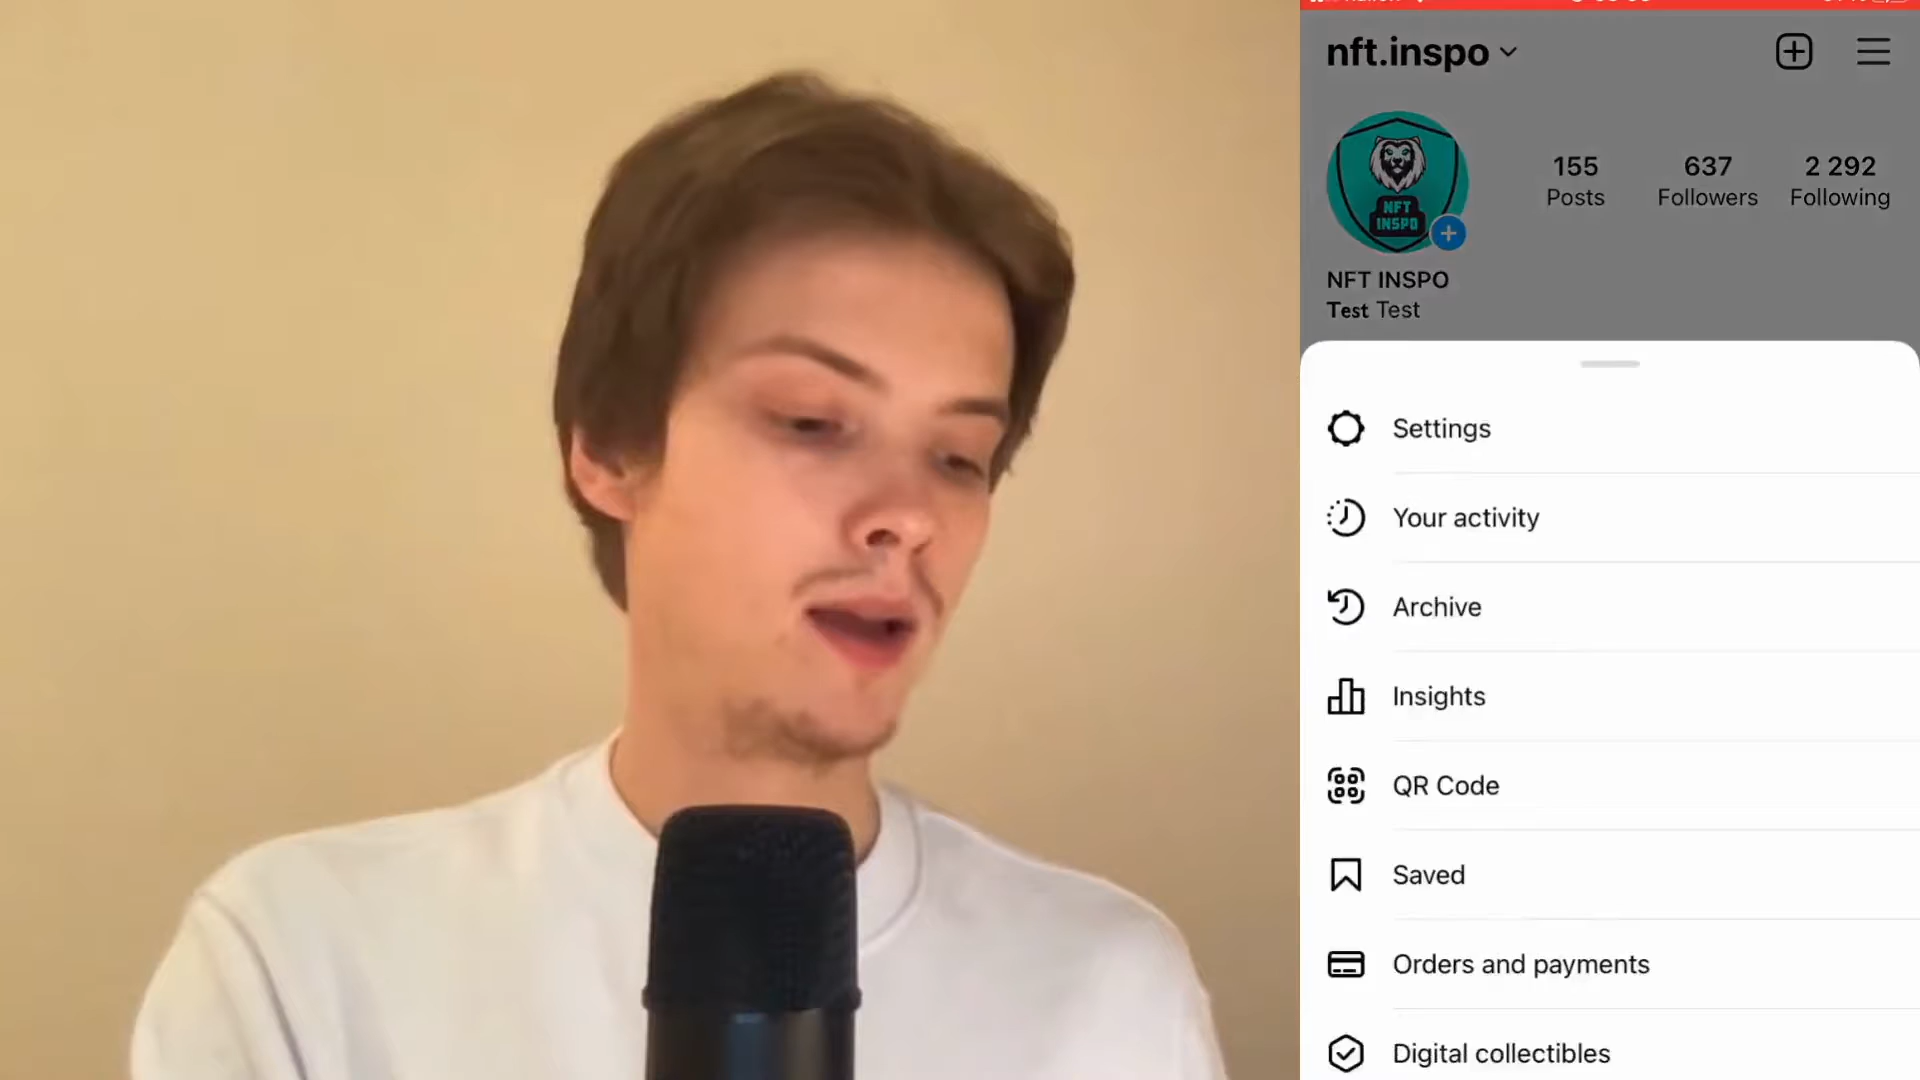 nft.inspo
155
Posts
637
Followers
2 292
Following
NFT
INSPO
NFT INSPO
Test Test
Settings
Your activity
Archive
Insights
QR Code
Saved
Orders and payments
Digital collectibles